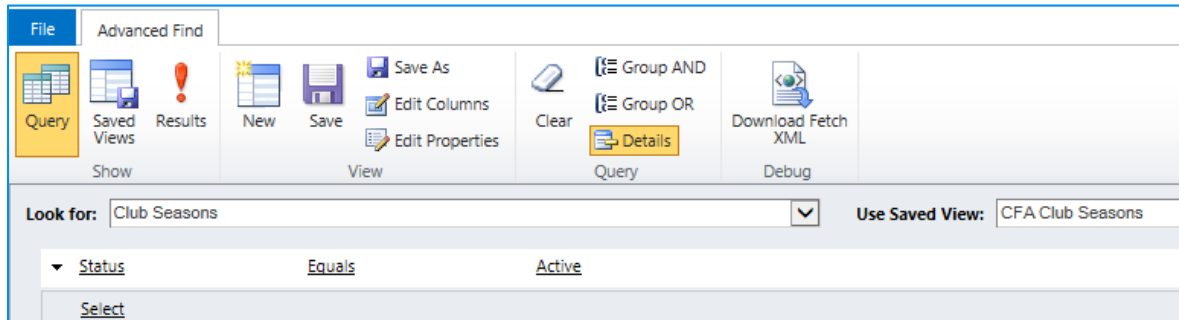 File Advanced Find
Save As Group AND
Edit Columns Group OR
Query Saved Views Results New Save Edit Properties Clear Details Download Fetch XML
Show View Query Debug
Look for: Club Seasons Use Saved View: CFA Club Seasons
Status Equals Active
Select